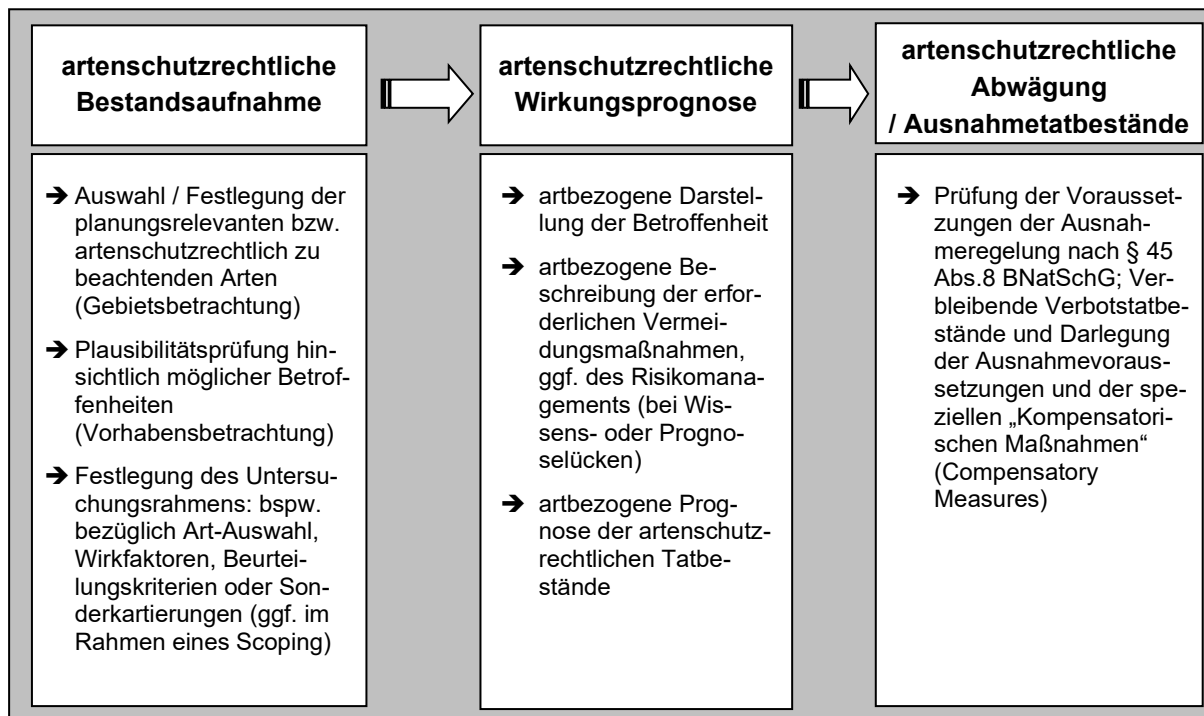 artenschutzrechtliche
Bestandsaufnahme
➔ Auswahl / Festlegung der
planungsrelevanten bzw.
artenschutzrechtlich zu
beachtenden Arten
(Gebietsbetrachtung)
➔ Plausibilitätsprüfung hin-
sichtlich möglicher Betrof-
fenheiten
(Vorhabensbetrachtung)
➔ Festlegung des Untersu-
chungsrahmens: bspw.
bezüglich Art-Auswahl,
Wirkfaktoren, Beurtei-
lungskriterien oder Son-
derkartierungen (ggf. im
Rahmen eines Scoping)
artenschutzrechtliche
Wirkungsprognose
➔ artbezogene Darstel-
lung der Betroffenheit
➔ artbezogene Be-
schreibung der erfor-
derlichen Vermei-
dungsmaßnahmen,
ggf. des Risikomana-
gements (bei Wis-
sens- oder Progno-
selücken)
➔ artbezogene Prog-
nose der artenschutz-
rechtlichen Tatbe-
stände
artenschutzrechtliche
Abwägung
/ Ausnahmetatbestände
➔ Prüfung der Vorausset-
zungen der Ausnah-
meregelung nach § 45
Abs.8 BNatSchG; Ver-
bleibende Verbotstatbe-
stände und Darlegung
der Ausnahmevoraus-
setzungen und der spe-
ziellen „Kompensatori-
schen Maßnahmen“
(Compensatory
Measures)